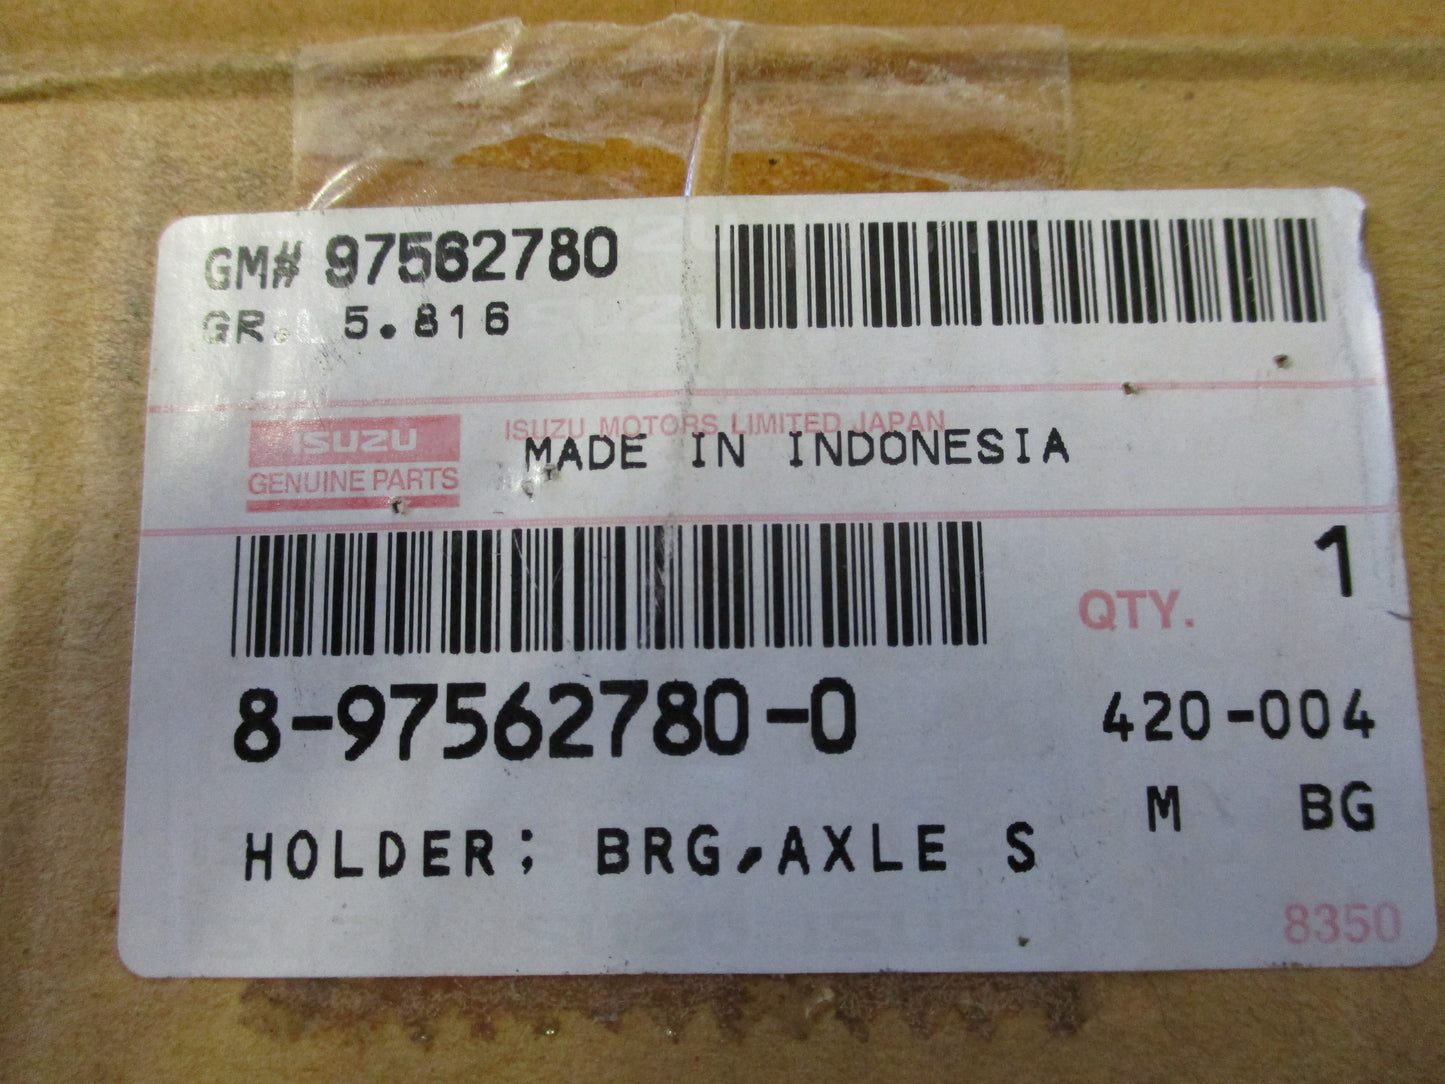 GM# 97562780
GR. 5.816
ISUZU
GENUINE PARTS
ISUZU MOTORS LIMITED JAPAN
MADE IN INDONESIA
1
QTY.
8-97562780-0
420-004
M BG
HOLDER; BRG,AXLE S
8350